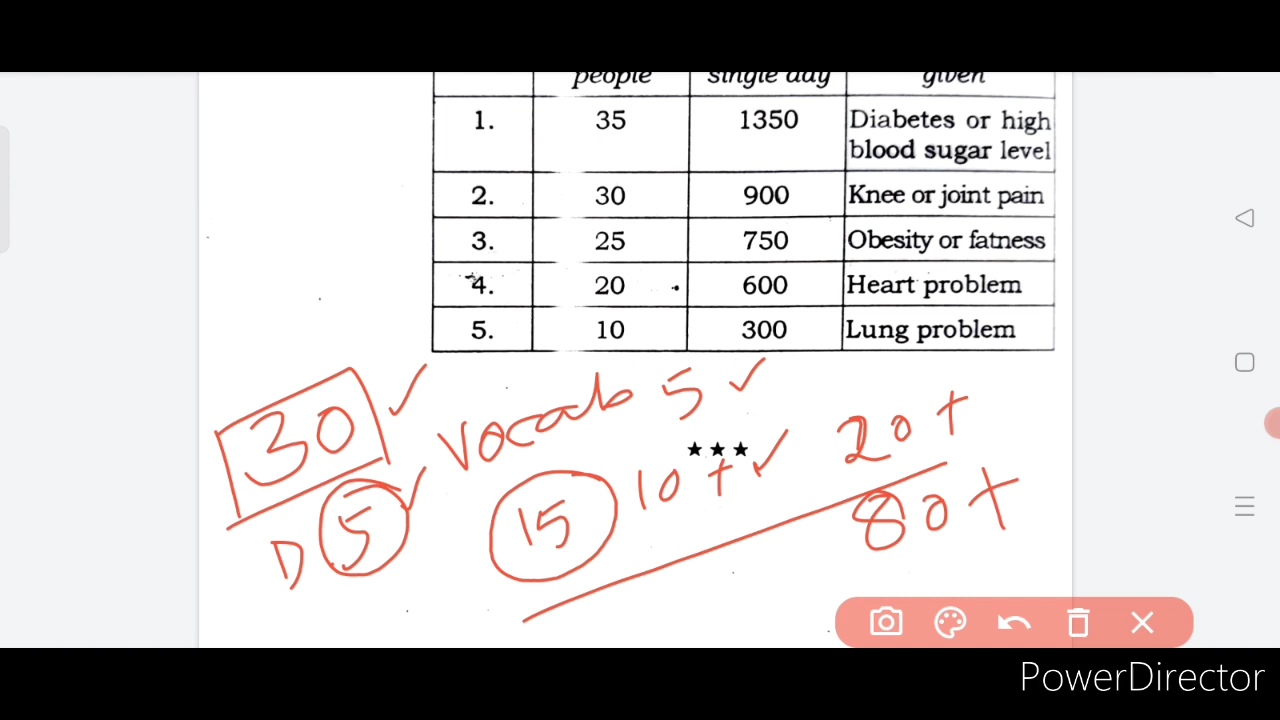 people single day given
1. 35 1350 Diabetes or high
blood sugar level
2. 30 900 Knee or joint pain
3. 25 750 Obesity or fatness
4. 20 600 Heart problem
5. 10 300 Lung problem
30 Vocab 5 20+
★ ★ ★
D 5 15 10+ 80+
PowerDirector